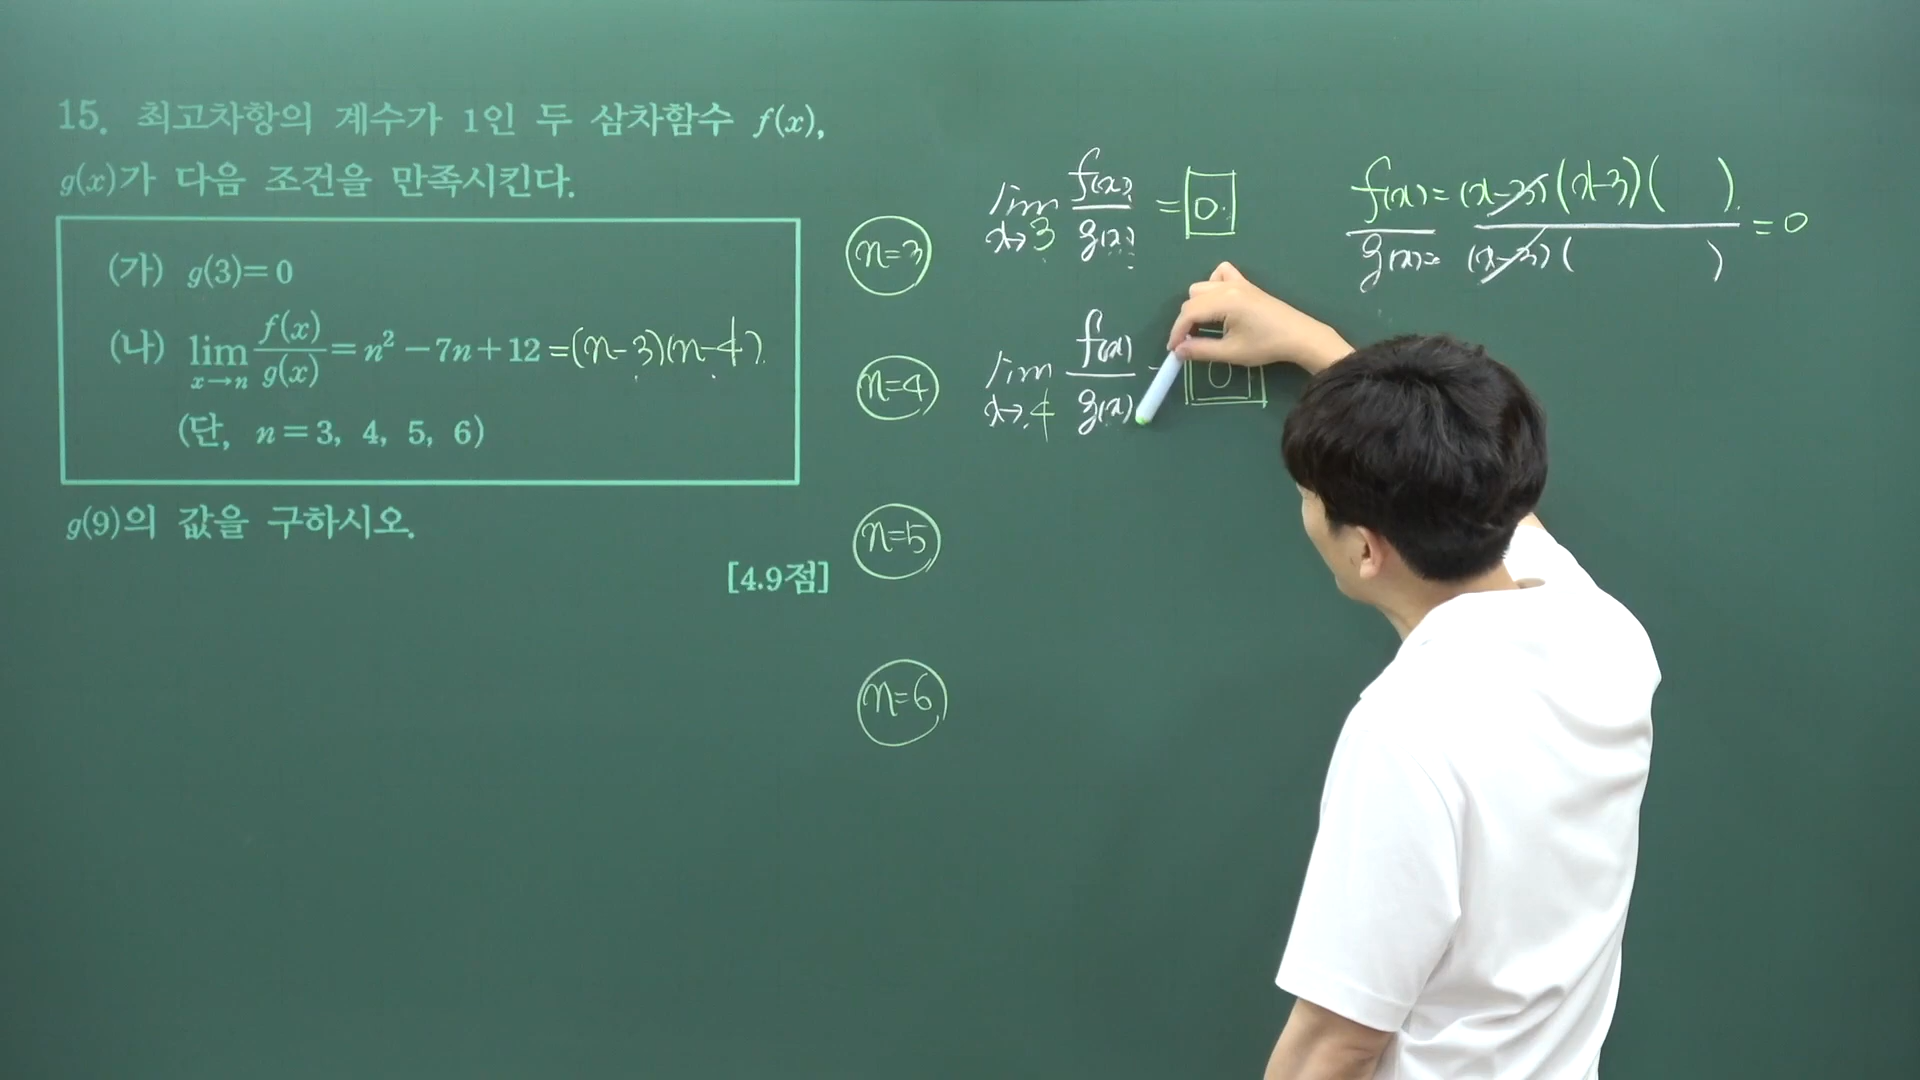 15. 최고차항의 계수가 1인 두 삼차함수 f(x),
g(x)가 다음 조건을 만족시킨다.
(가) g(3)=0
(나) lim x→n f(x)/g(x) = n² − 7n + 12 = (n-3)(n-4).
(단, n = 3, 4, 5, 6)
g(9)의 값을 구하시오.
[4.9점]
n=3
lim x→3 f(x)/g(x) = 0
f(x) = (x-3)(x-3)( )
g(x) = (x-3)( )
= 0
n=4
lim x→4 f(x)/g(x) 0
n=5
n=6